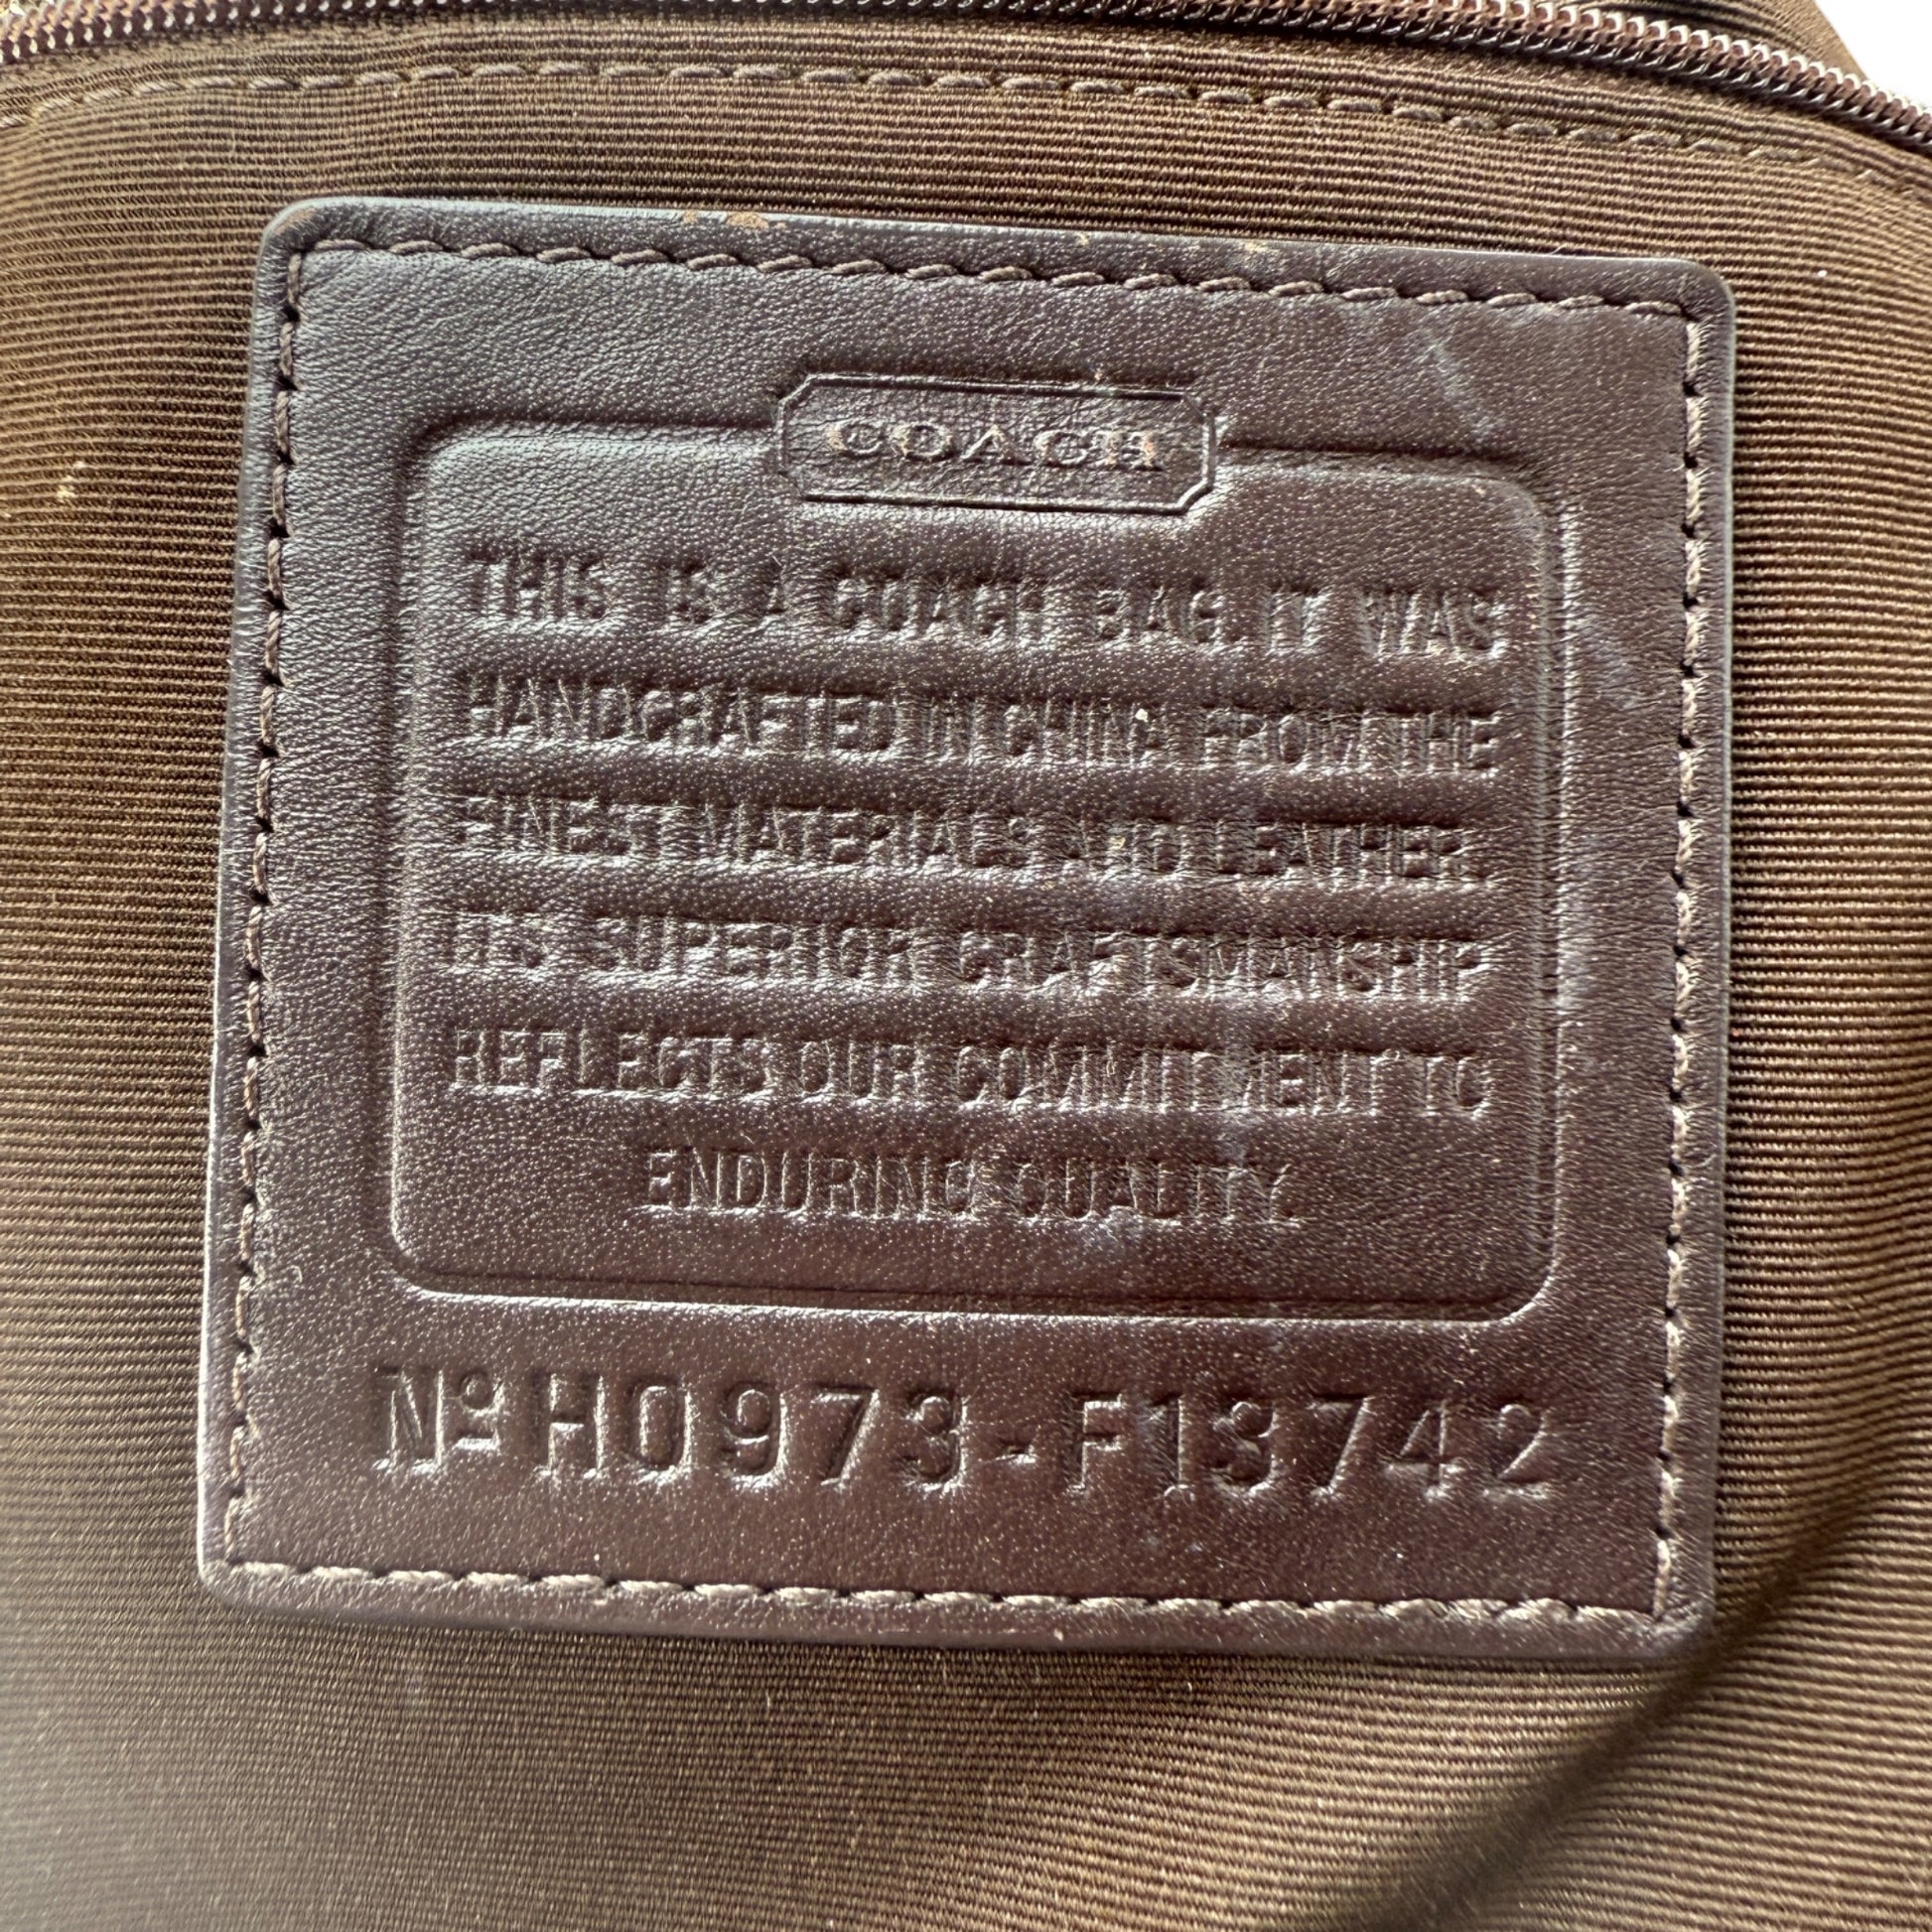 COACH
THIS IS A COACH BAG. IT WAS
HANDCRAFTED IN CHINA FROM THE
FINEST MATERIALS AND LEATHER.
ITS SUPERIOR CRAFTSMANSHIP
REFLECTS OUR COMMITMENT TO
ENDURING QUALITY.
Nº H0973-F13742